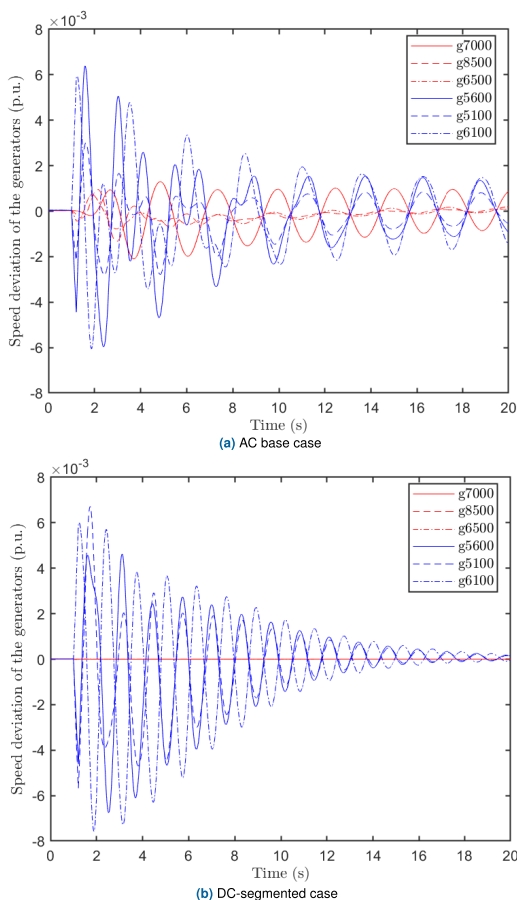 ×10-3
Speed deviation of the generators (p.u.)
8
6
4
2
0
-2
-4
-6
-8
g7000
g8500
g6500
g5600
g5100
g6100
0 2 4 6 8 10 12 14 16 18 20
Time (s)
(a) AC base case
×10-3
Speed deviation of the generators (p.u.)
8
6
4
2
0
-2
-4
-6
-8
g7000
g8500
g6500
g5600
g5100
g6100
0 2 4 6 8 10 12 14 16 18 20
Time (s)
(b) DC-segmented case